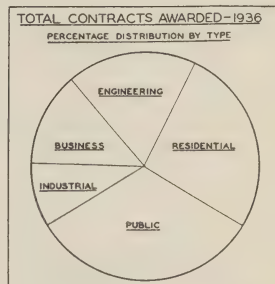 TOTAL CONTRACTS AWARDED-1936
PERCENTAGE DISTRIBUTION BY TYPE
ENGINEERING
BUSINESS
RESIDENTIAL
INDUSTRIAL
PUBLIC